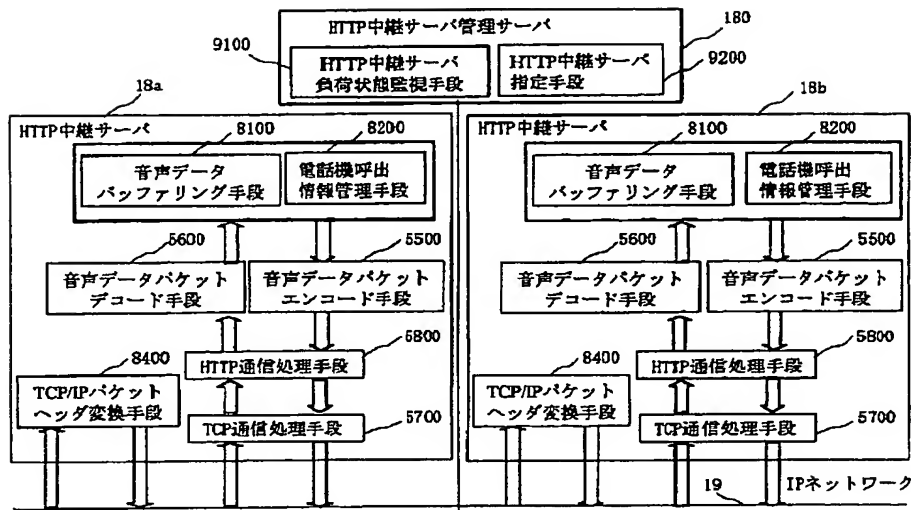 HTTP中継サーバ管理サーバ
180
9100
HTTP中継サーバ
負荷状態監視手段
HTTP中継サーバ
指定手段
9200
18a
18b
HTTP中継サーバ
8100
8200
音声データ
バッファリング手段
電話機呼出
情報管理手段
5600
5500
音声データパケット
デコード手段
音声データパケット
エンコード手段
5800
HTTP通信処理手段
8400
TCP/IPパケット
ヘッダ変換手段
5700
TCP通信処理手段
HTTP中継サーバ
8100
8200
音声データ
バッファリング手段
電話機呼出
情報管理手段
5600
5500
音声データパケット
デコード手段
音声データパケット
エンコード手段
5800
HTTP通信処理手段
8400
TCP/IPパケット
ヘッダ変換手段
5700
TCP通信処理手段
19
IPネットワーク